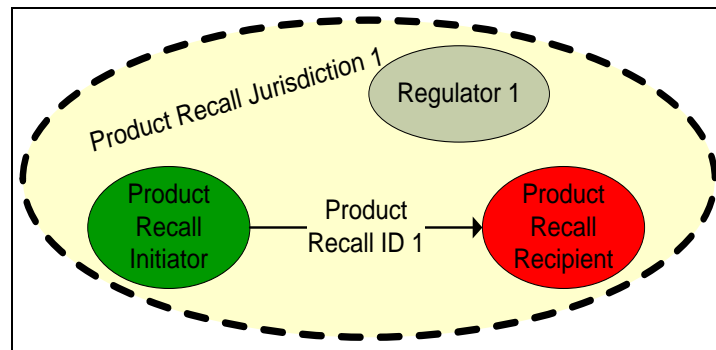 Product Recall Jurisdiction 1
Regulator 1
Product
Recall
Initiator
Product
Recall ID 1
Product
Recall
Recipient